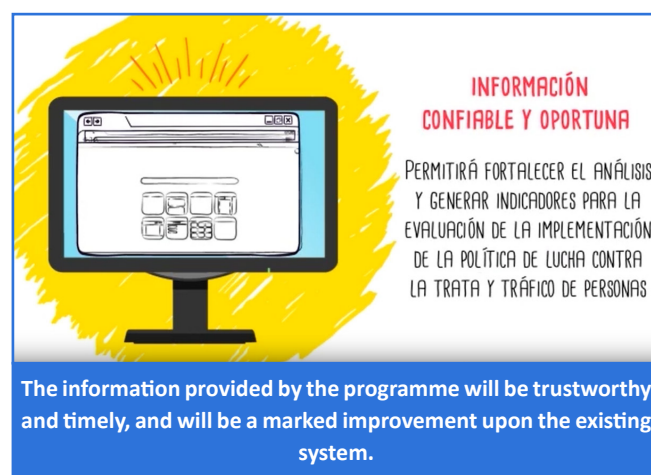 INFORMACIÓN
CONFIABLE Y OPORTUNA
PERMITIRÁ FORTALECER EL ANÁLISIS
Y GENERAR INDICADORES PARA LA
EVALUACIÓN DE LA IMPLEMENTACIÓN
DE LA POLÍTICA DE LUCHA CONTRA
LA TRATA Y TRÁFICO DE PERSONAS
The information provided by the programme will be trustworthy
and timely, and will be a marked improvement upon the existing
system.